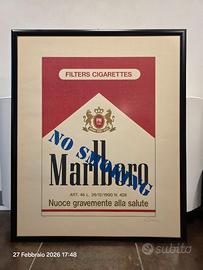 FILTERS CIGARETTES
NO SMOKING
Marlboro
ART. 46 L. 29/12/1990 N. 428
Nuoce gravemente alla salute
27 Febbraio 2026 17:48
subito